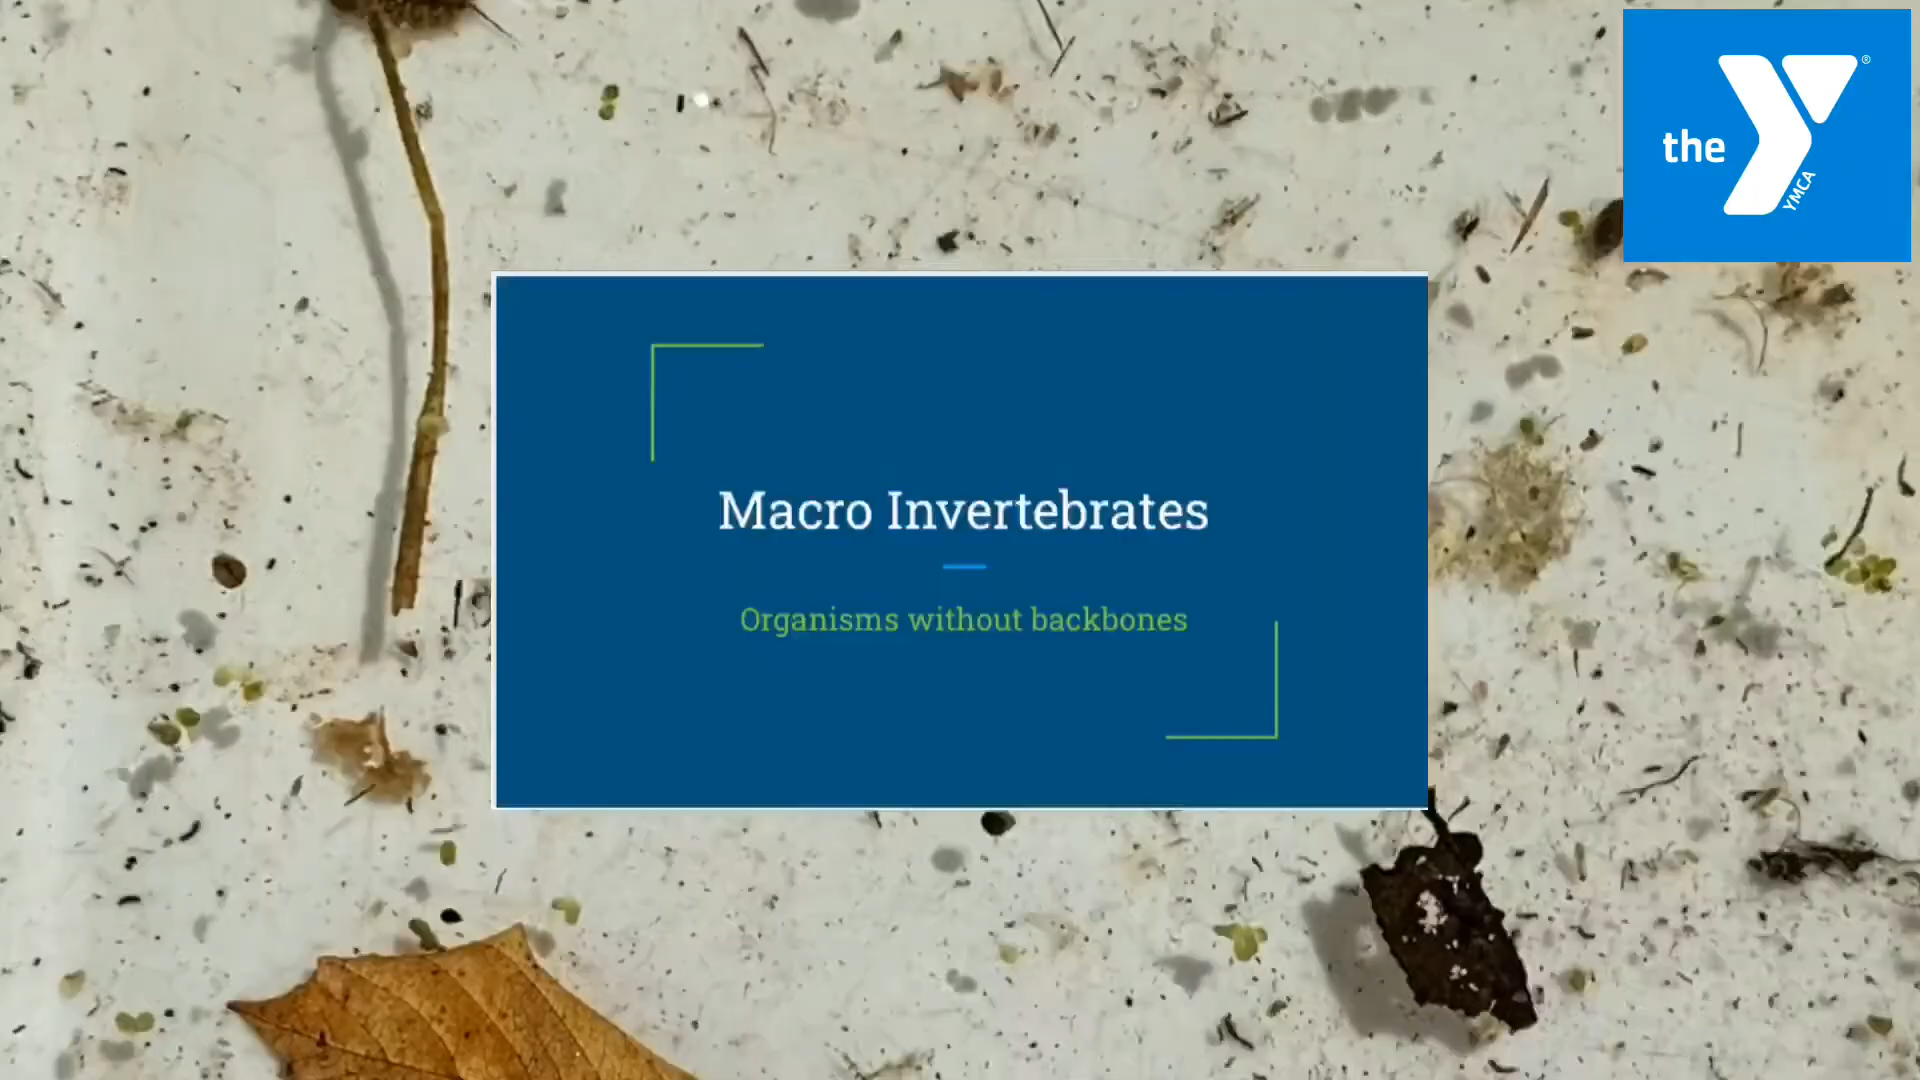 the
YMCA
®
Macro Invertebrates
Organisms without backbones